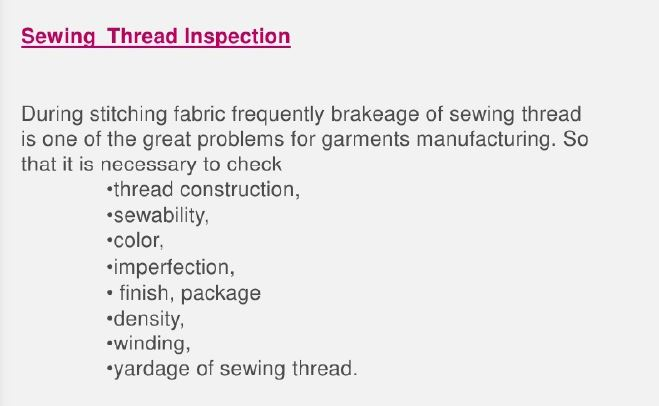 Sewing  Thread Inspection
During stitching fabric frequently brakeage of sewing thread
is one of the great problems for garments manufacturing. So
that it is necessary to check
•thread construction,
•sewability,
•color,
•imperfection,
• finish, package
•density,
•winding,
•yardage of sewing thread.